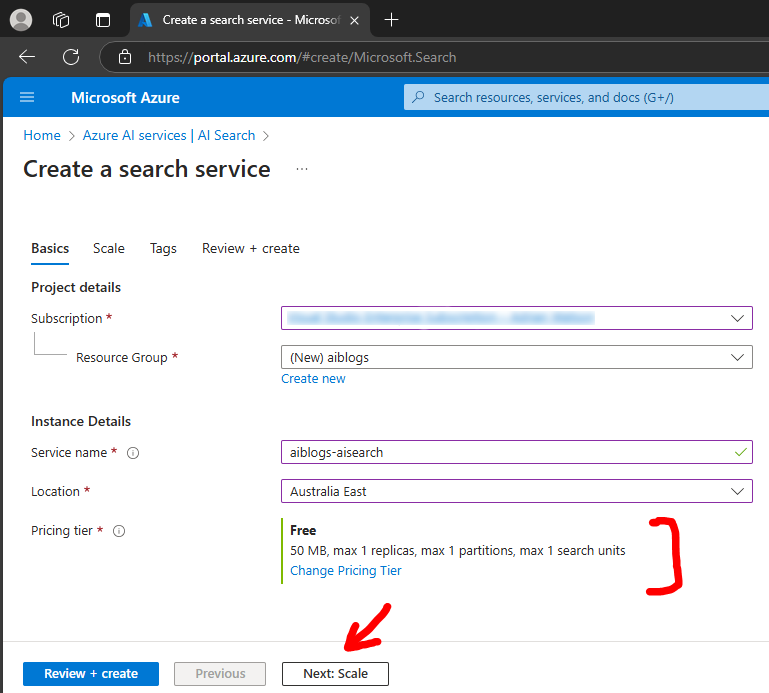 Create a search service - Microsof
https://portal.azure.com/#create/Microsoft.Search
Microsoft Azure
Search resources, services, and docs (G+/)
Home > Azure AI services | AI Search >
Create a search service ...
Basics Scale Tags Review + create
Project details
Subscription *
Resource Group * (New) aiblogs
Create new
Instance Details
Service name * aiblogs-aisearch
Location * Australia East
Pricing tier * Free
50 MB, max 1 replicas, max 1 partitions, max 1 search units
Change Pricing Tier
Review + create Previous Next: Scale